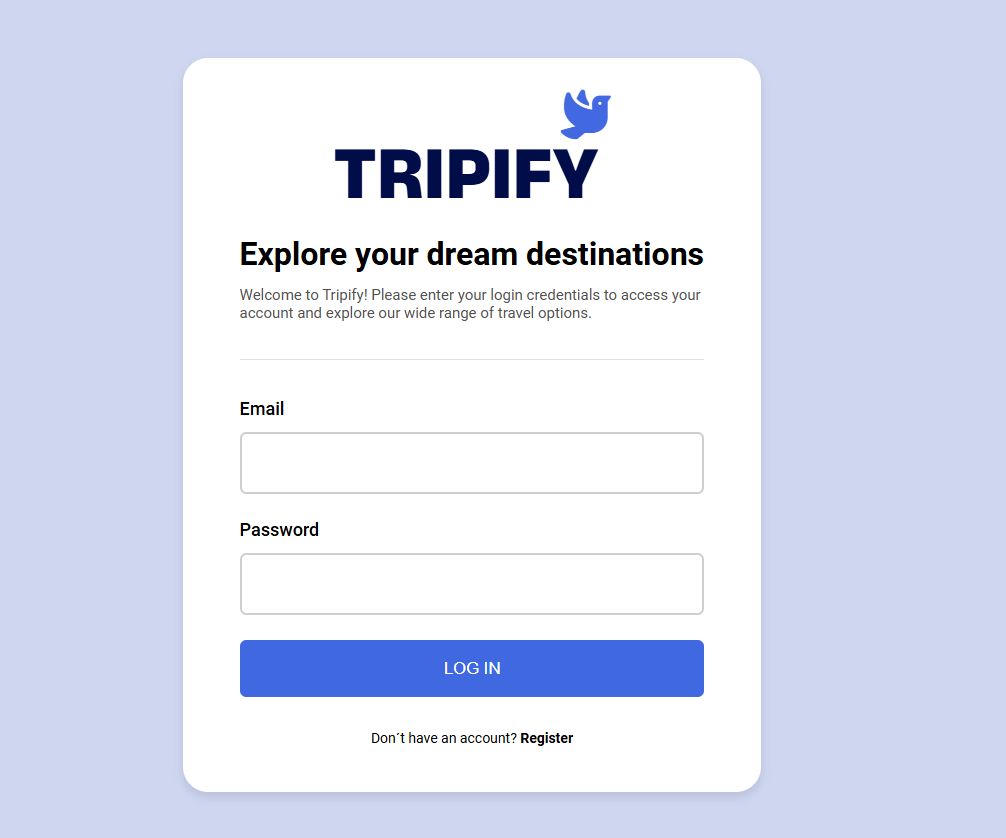 TRIPIFY
Explore your dream destinations
Welcome to Tripify! Please enter your login credentials to access your
account and explore our wide range of travel options.
Email
Password
LOG IN
Don´t have an account? Register